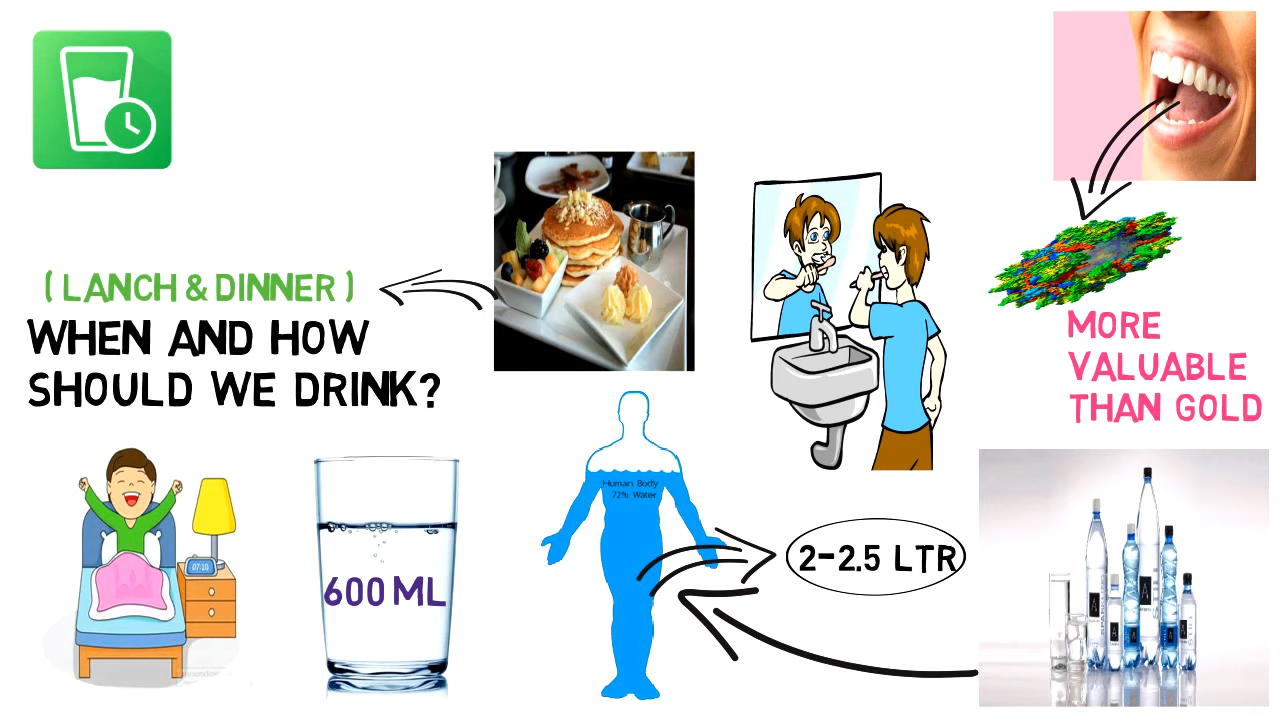 ( LANCH & DINNER )
WHEN AND HOW
SHOULD WE DRINK?
MORE
VALUABLE
THAN GOLD
07:10
600 ML
Human Body
72% Water
2-2.5 LTR